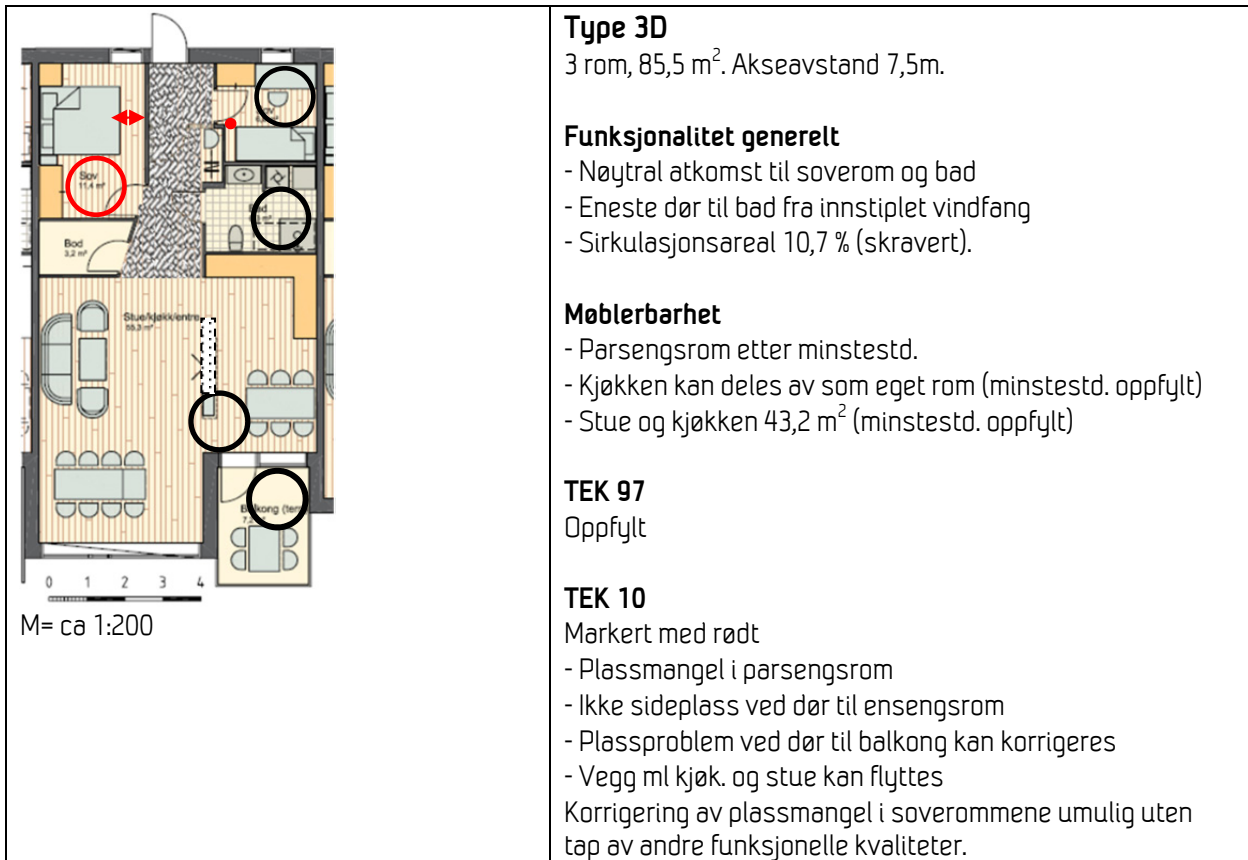 Type 3D
3 rom, 85,5 m². Akseavstand 7,5m.
Funksjonalitet generelt
- Nøytral atkomst til soverom og bad
- Eneste dør til bad fra innstiplet vindfang
- Sirkulasjonsareal 10,7 % (skravert).
Møblerbarhet
- Parsengsrom etter minstestd.
- Kjøkken kan deles av som eget rom (minstestd. oppfylt)
- Stue og kjøkken 43,2 m² (minstestd. oppfylt)
TEK 97
Oppfylt
TEK 10
Markert med rødt
- Plassmangel i parsengsrom
- Ikke sideplass ved dør til ensengsrom
- Plassproblem ved dør til balkong kan korrigeres
- Vegg ml kjøk. og stue kan flyttes
Korrigering av plassmangel i soverommene umulig uten
tap av andre funksjonelle kvaliteter.
Sov
11,4 m²
Bod
3,2 m²
Stue/kjøkk/entre
55,3 m²
0 1 2 3 4
M= ca 1:200